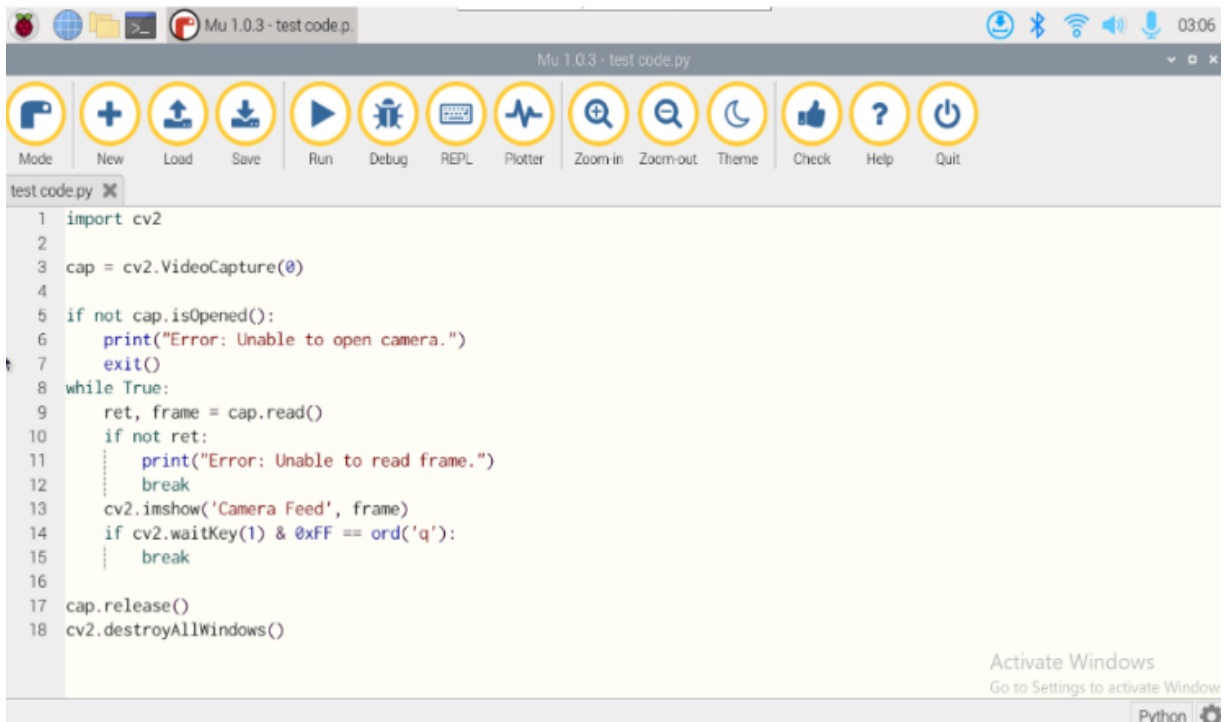 Mu 1.0.3 - test code.p.
03:06
Mu 1.0.3 - test code.py
Mode New Load Save Run Debug REPL Plotter Zoom-in Zoom-out Theme Check Help Quit
test code.py
1 import cv2
2
3 cap = cv2.VideoCapture(0)
4
5 if not cap.isOpened():
6     print("Error: Unable to open camera.")
7     exit()
8 while True:
9     ret, frame = cap.read()
10     if not ret:
11         print("Error: Unable to read frame.")
12         break
13     cv2.imshow('Camera Feed', frame)
14     if cv2.waitKey(1) & 0xFF == ord('q'):
15         break
16
17 cap.release()
18 cv2.destroyAllWindows()
Activate Windows
Go to Settings to activate Window
Python